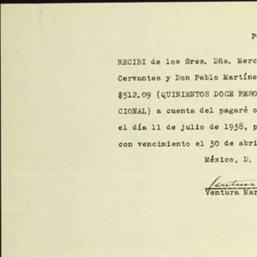 P
RECIBI de los Sres. Dña. Merc
Cervantes y Don Pablo Martíne
$512.09 (QUINIENTOS DOCE PESO
CIONAL) a cuenta del pagaré o
el día 11 de julio de 1938, p
con vencimiento el 30 de abri
México, D.
Ventura
Ventura Mar